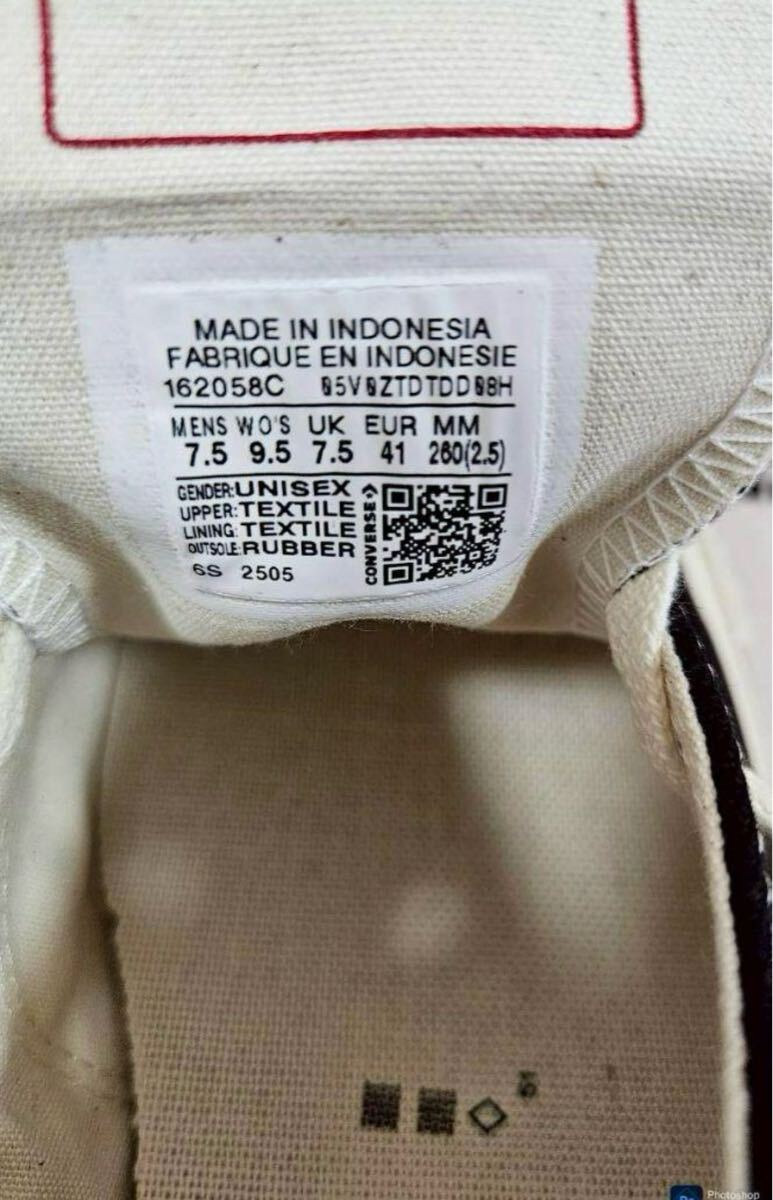 MADE IN INDONESIA
FABRIQUE EN INDONESIE
162058C 05V0ZTDTDD08H
MENS WO'S UK EUR MM
7.5 9.5 7.5 41 260(2.5)
GENDER:UNISEX
UPPER:TEXTILE
LINING:TEXTILE
OUTSOLE:RUBBER
CONVERSE
6S 2505
Photoshop